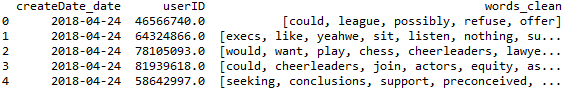 createDate_date userID words_clean
0 2018-04-24 46566740.0 [could, league, possibly, refuse, offer]
1 2018-04-24 64324866.0 [execs, like, yeahwe, sit, listen, nothing, su...
2 2018-04-24 78105093.0 [would, want, play, chess, cheerleaders, lawye...
3 2018-04-24 81939618.0 [could, cheerleaders, join, actors, equity, as...
4 2018-04-24 58642997.0 [seeking, conclusions, support, preconceived, ...